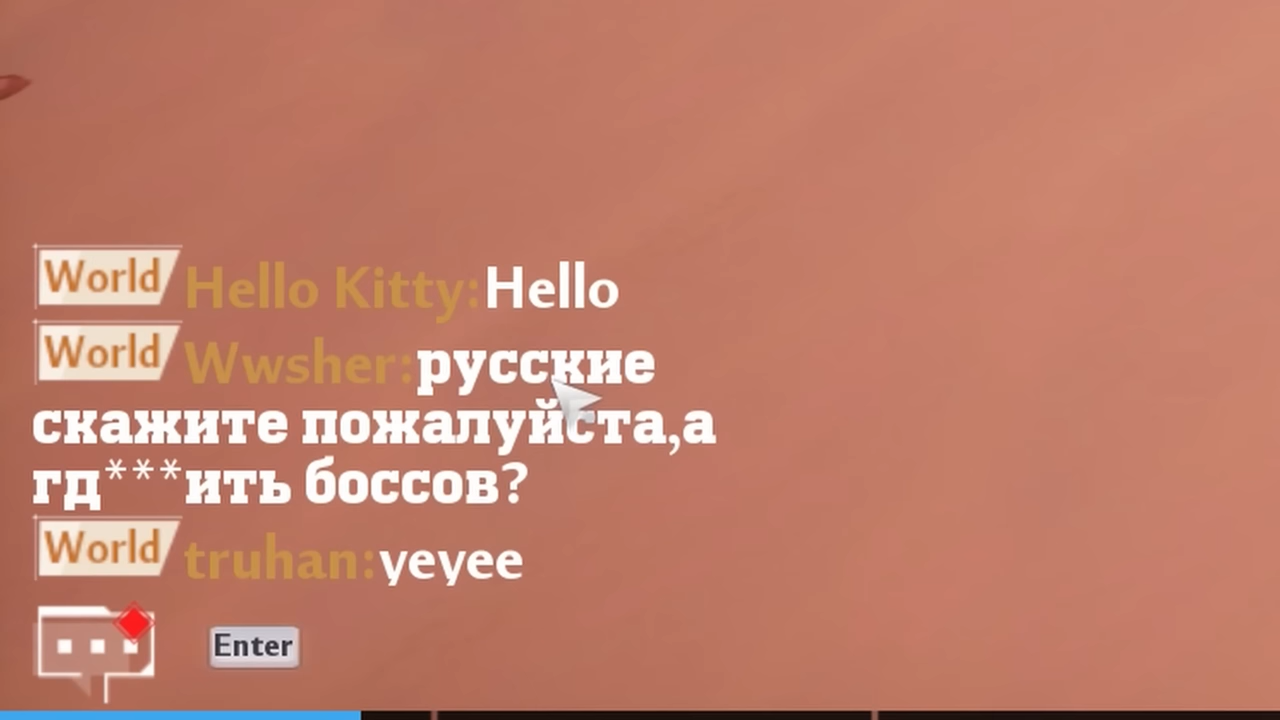 World Hello Kitty:Hello
World Wwsher:русские
скажите пожалуйста,а
гд***ить боссов?
World truhan:yeyee
Enter